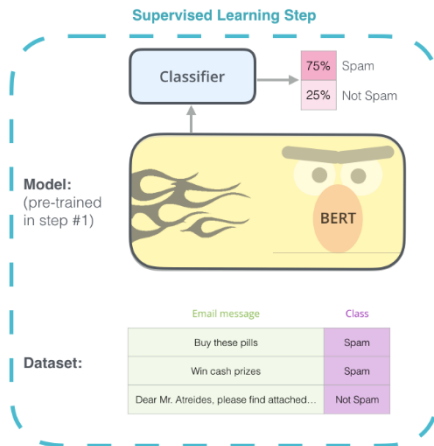 Supervised Learning Step
Classifier
75% Spam
25% Not Spam
Model:
(pre-trained
in step #1)
BERT
Email message Class
Dataset:
Buy these pills Spam
Win cash prizes Spam
Dear Mr. Atreides, please find attached... Not Spam